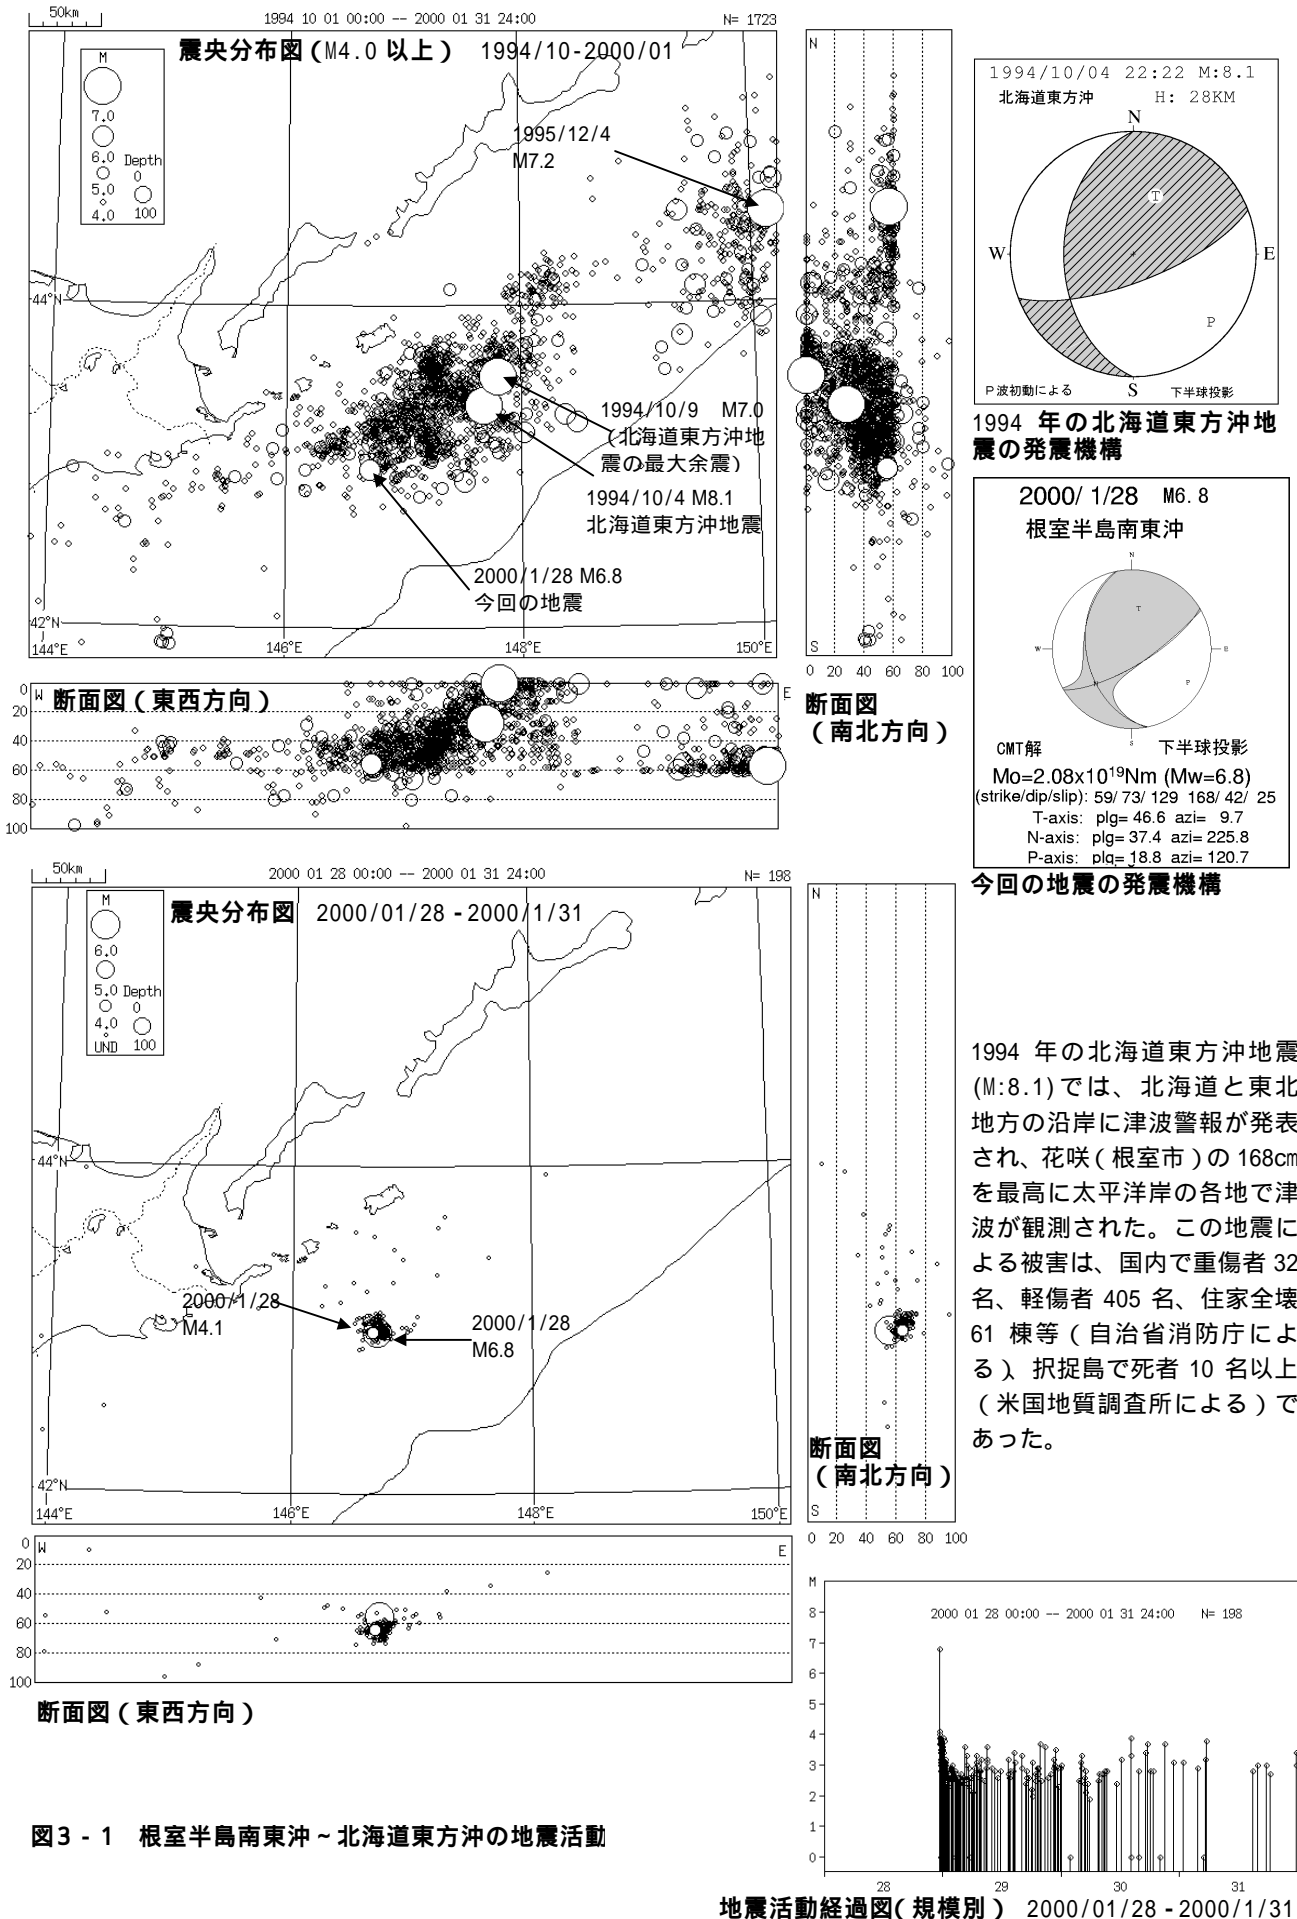 50km
1994 10 01 00:00 -- 2000 01 31 24:00
N= 1723
震央分布図(M4.0 以上) 1994/10-2000/01
M
7.0
6.0
5.0
4.0
Depth
0
100
1995/12/4
M7.2
44°N
1994/10/9 M7.0
(北海道東方沖地
震の最大余震)
1994/10/4 M8.1
北海道東方沖地震
2000/1/28 M6.8
今回の地震
42°N
144°E
146°E
148°E
150°E
N
S
0 20 40 60 80 100
断面図
(南北方向)
W
断面図(東西方向)
E
0
20
40
60
80
100
1994/10/04 22:22 M:8.1
北海道東方沖 H: 28KM
N
T
W
E
P
S
P波初動による
下半球投影
1994 年の北海道東方沖地
震の発震機構
2000/ 1/28 M6.8
根室半島南東沖
N
T
W
E
N
P
S
CMT解
下半球投影
Mo=2.08x10¹⁹Nm (Mw=6.8)
(strike/dip/slip): 59/ 73/ 129 168/ 42/ 25
T-axis: plg= 46.6 azi= 9.7
N-axis: plg= 37.4 azi= 225.8
P-axis: plg= 18.8 azi= 120.7
今回の地震の発震機構
50km
2000 01 28 00:00 -- 2000 01 31 24:00
N= 198
震央分布図 2000/01/28 - 2000/1/31
M
6.0
5.0
4.0
UND
Depth
0
100
44°N
2000/1/28
M4.1
2000/1/28
M6.8
42°N
144°E
146°E
148°E
150°E
N
断面図
(南北方向)
S
0 20 40 60 80 100
W
E
0
20
40
60
80
100
断面図(東西方向)
1994 年の北海道東方沖地震
(M:8.1)では、北海道と東北
地方の沿岸に津波警報が発表
され、花咲(根室市)の 168cm
を最高に太平洋岸の各地で津
波が観測された。この地震に
よる被害は、国内で重傷者 32
名、軽傷者 405 名、住家全壊
61 棟等(自治省消防庁によ
る)、択捉島で死者 10 名以上
(米国地質調査所による)で
あった。
M
2000 01 28 00:00 -- 2000 01 31 24:00 N= 198
8
7
6
5
4
3
2
1
0
28
29
30
31
図3-1 根室半島南東沖~北海道東方沖の地震活動
地震活動経過図(規模別) 2000/01/28 - 2000/1/31